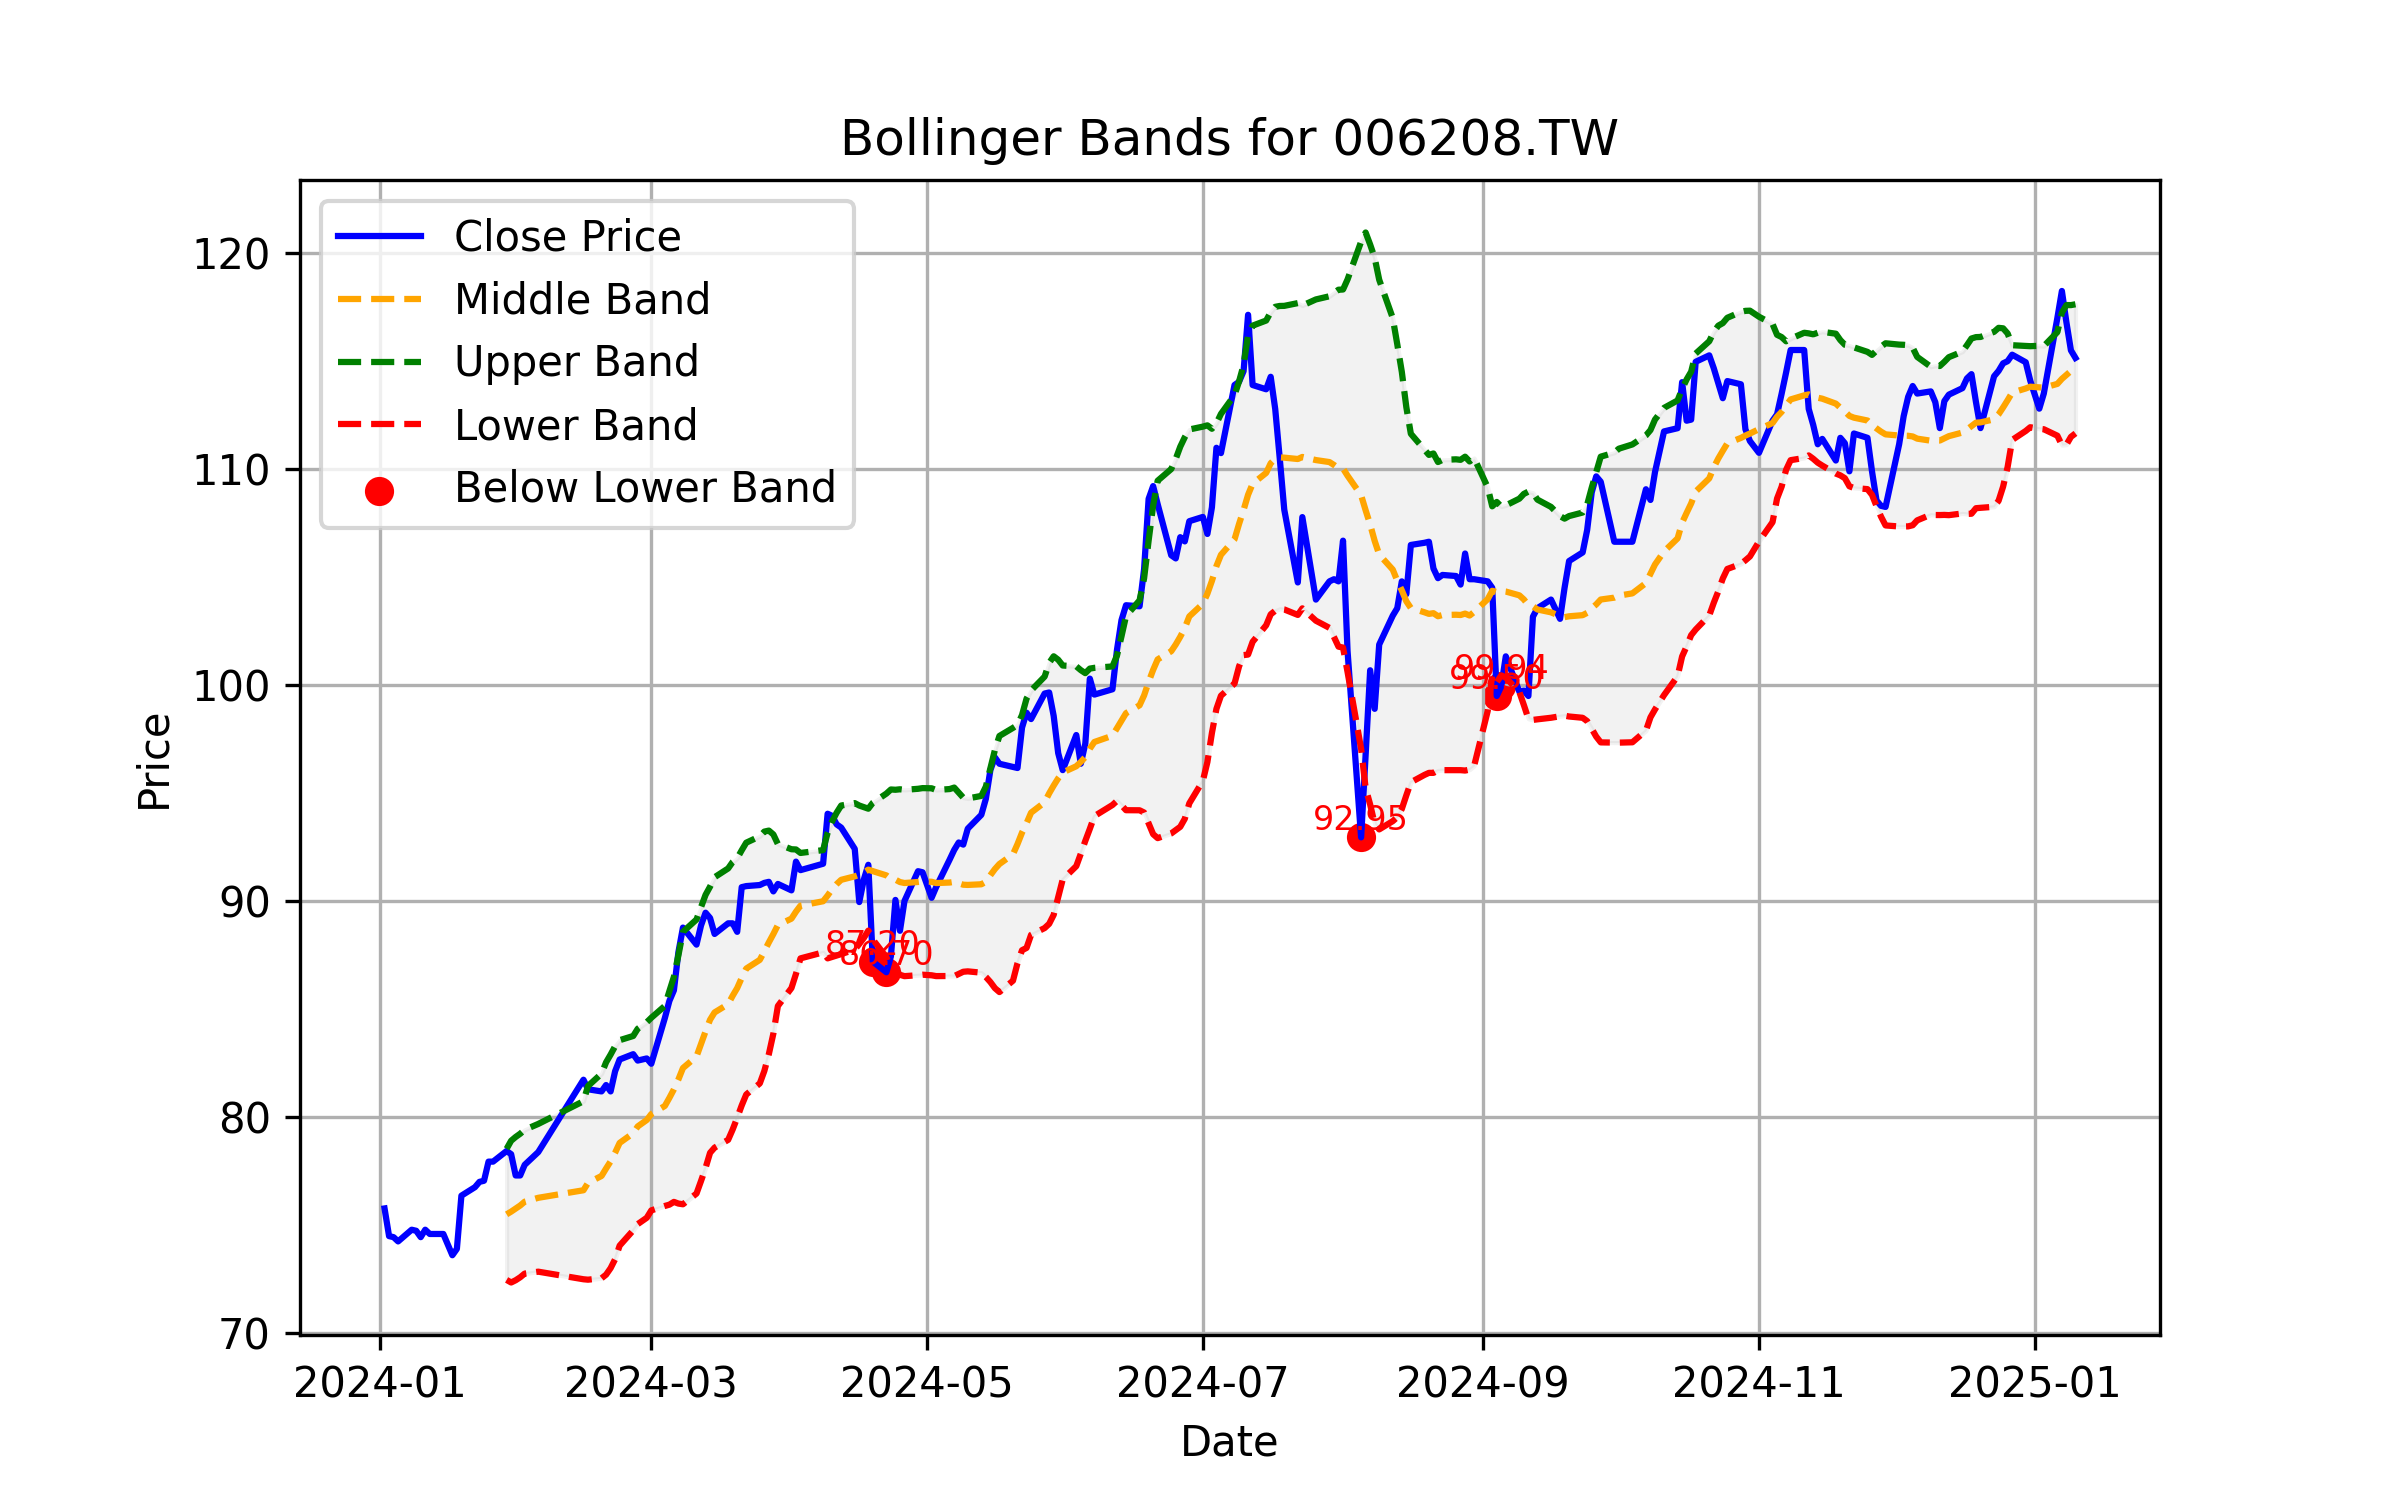 Bollinger Bands for 006208.TW
Close Price
Middle Band
Upper Band
Lower Band
Below Lower Band
Price
120
110
100
90
80
70
92.95
2024-01
2024-03
2024-05
2024-07
2024-09
2024-11
2025-01
Date